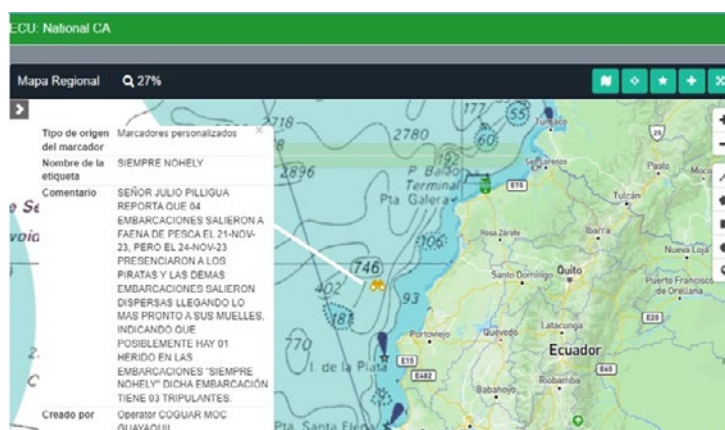 ECU: National CA
Mapa Regional 27%
Tipo de origen del marcador Marcadores personalizados
Nombre de la etiqueta SIEMPRE NOHELY
Comentario SEÑOR JULIO PILLIGUA
REPORTA QUE 04
EMBARCACIONES SALIERON A
FAENA DE PESCA EL 21-NOV-
23, PERO EL 24-NOV-23
PRESENCIARON A LOS
PIRATAS Y LAS DEMAS
EMBARCACIONES SALIERON
DISPERSAS LLEGANDO LO
MAS PRONTO A SUS MUELLES,
INDICANDO QUE
POSIBLEMENTE HAY 01
HERIDO EN LAS
EMBARCACIONES "SIEMPRE
NOHELY" DICHA EMBARCACIÓN
TIENE 03 TRIPULANTES.
Creado por Operator COGUAR MOC
GUAYAQUIL
2718
2780
2896
177
55
60
192
P. Balao
Terminal
Pta. Galera
106
746
402
93
187
770
I. de la Plata
Pta. Santa Elena
Tumaco
San Lorenzo
E15
25
Pasto
Tulcán
Ibarra
Rosa Zárate
Nueva Loja
Santo Domingo
Quito
Puerto Francisco
de Orellana
E20
Portoviejo
Quevedo
Latacunga
Ecuador
E15
E482
E45
Babahoyo
Riobamba